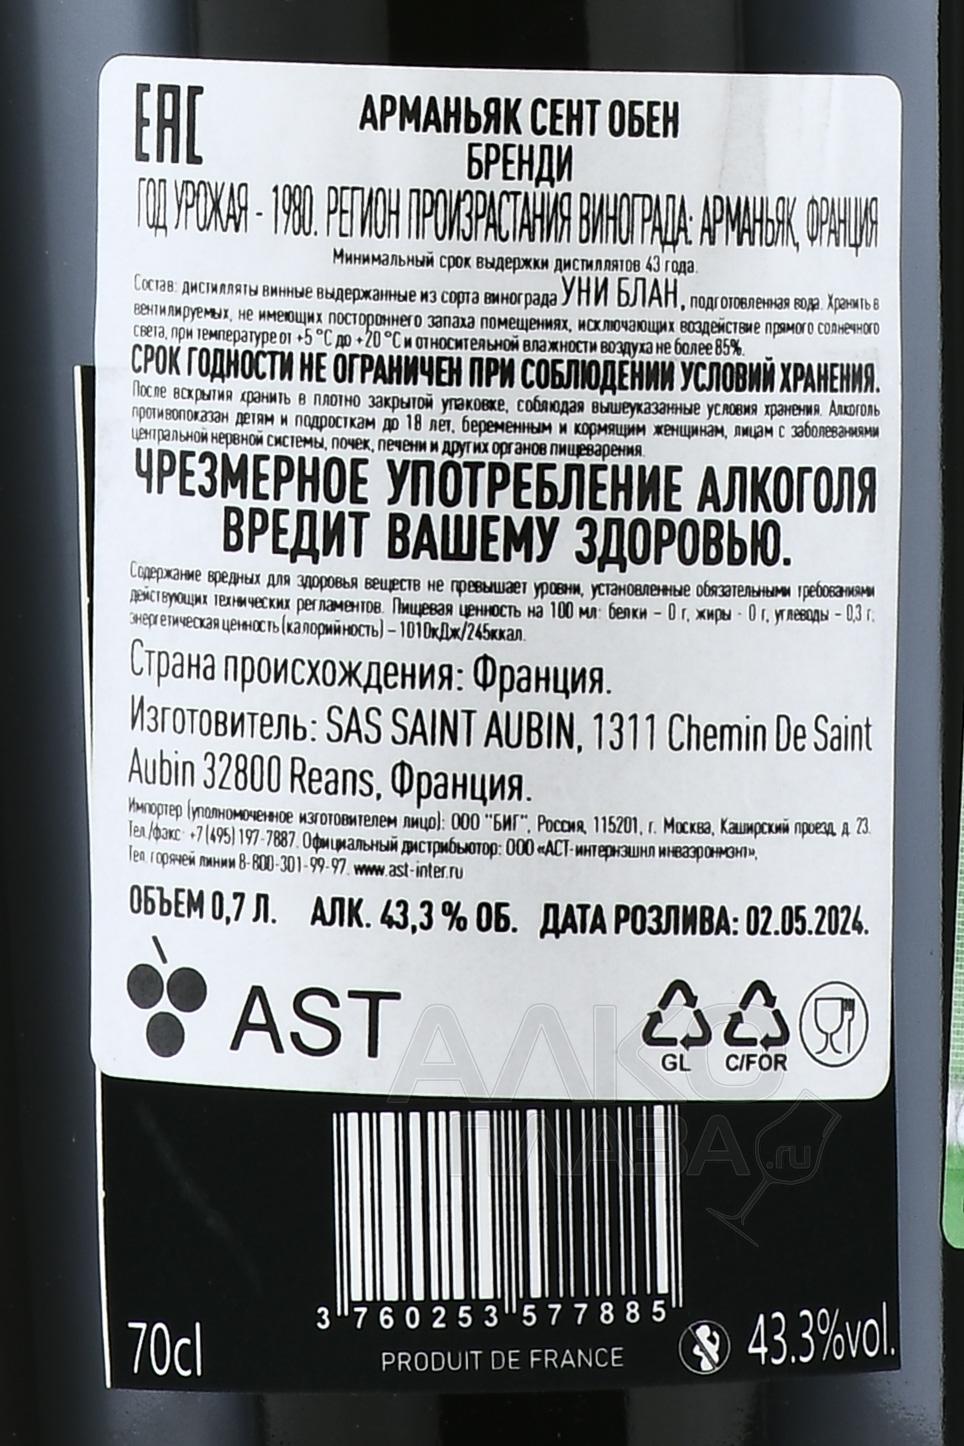 EAC
АРМАНЬЯК СЕНТ ОБЕН
БРЕНДИ
ГОД УРОЖАЯ - 1980. РЕГИОН ПРОИЗРАСТАНИЯ ВИНОГРАДА: АРМАНЬЯК, ФРАНЦИЯ
Минимальный срок выдержки дистиллятов 43 года.
Состав: дистилляты винные выдержанные из сорта винограда УНИ БЛАН, подготовленная вода. Хранить в
вентилируемых, не имеющих постороннего запаха помещениях, исключающих воздействие прямого солнечного
света, при температуре от +5 °C до +20 °C и относительной влажности воздуха не более 85%.
СРОК ГОДНОСТИ НЕ ОГРАНИЧЕН ПРИ СОБЛЮДЕНИИ УСЛОВИЙ ХРАНЕНИЯ.
После вскрытия хранить в плотно закрытой упаковке, соблюдая вышеуказанные условия хранения. Алкоголь
противопоказан детям и подросткам до 18 лет, беременным и кормящим женщинам, лицам с заболеваниями
центральной нервной системы, почек, печени и других органов пищеварения.
ЧРЕЗМЕРНОЕ УПОТРЕБЛЕНИЕ АЛКОГОЛЯ
ВРЕДИТ ВАШЕМУ ЗДОРОВЬЮ.
Содержание вредных для здоровья веществ не превышает уровни, установленные обязательными требованиями
действующих технических регламентов. Пищевая ценность на 100 мл: белки – 0 г, жиры - 0 г, углеводы – 0,3 г;
энергетическая ценность (калорийность) – 1010кДж/245ккал.
Страна происхождения: Франция.
Изготовитель: SAS SAINT AUBIN, 1311 Chemin De Saint
Aubin 32800 Reans, Франция.
Импортер (уполномоченное изготовителем лицо): ООО "БИГ", Россия, 115201, г. Москва, Каширский проезд, д. 23.
Тел./факс: +7 (495) 197-7887. Официальный дистрибьютор: ООО «АСТ-интернэшнл инваэронмэнт»,
Тел. горячей линии 8-800-301-99-97. www.ast-inter.ru
ОБЪЕМ 0,7 Л. АЛК. 43,3 % ОБ. ДАТА РОЗЛИВА: 02.05.2024.
AST
GL C/FOR
АЛКО
ПЛАЗА.ru
3 760253 577885
70cl
PRODUIT DE FRANCE
43.3%vol.